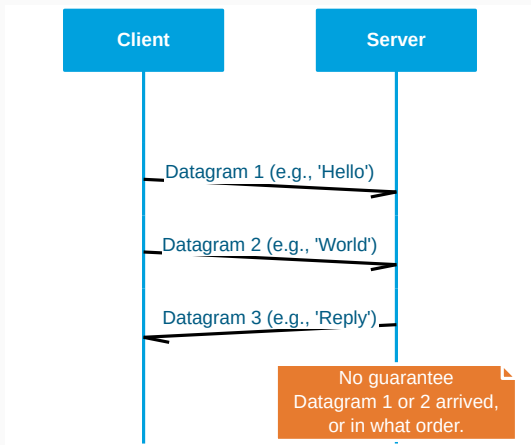 Client
Server
Datagram 1 (e.g., 'Hello')
Datagram 2 (e.g., 'World')
Datagram 3 (e.g., 'Reply')
No guarantee
Datagram 1 or 2 arrived,
or in what order.